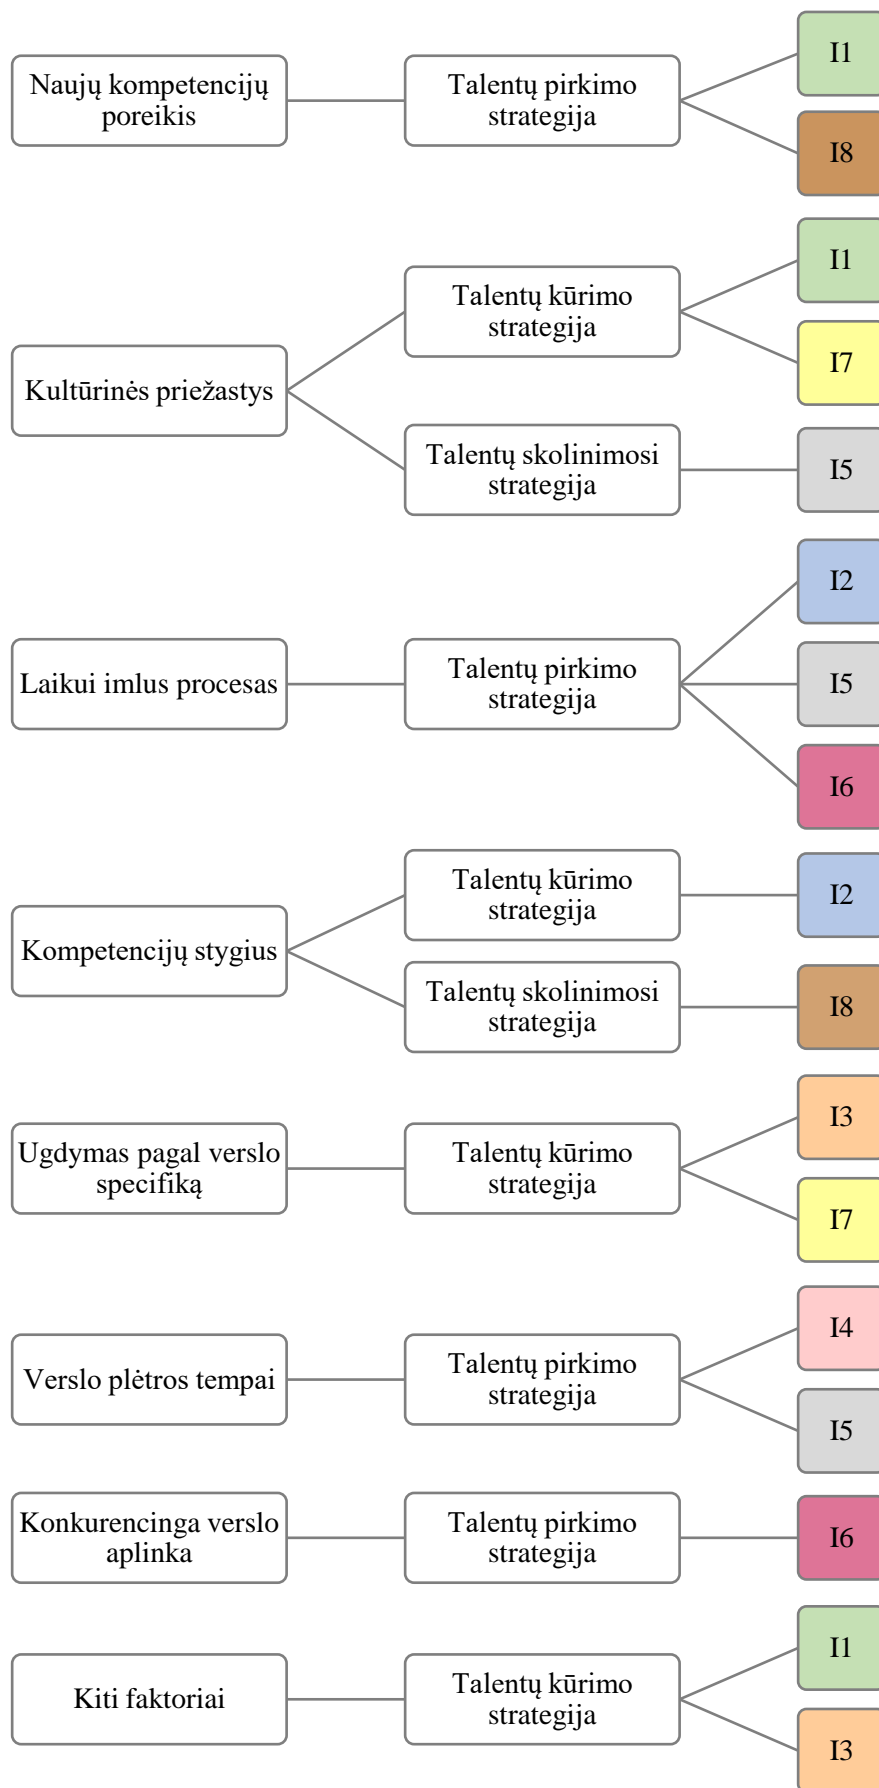 Naujų kompetencijų
poreikis
Talentų pirkimo
strategija
I1
I8
Kultūrinės priežastys
Talentų kūrimo
strategija
I1
I7
Talentų skolinimosi
strategija
I5
Laikui imlus procesas
Talentų pirkimo
strategija
I2
I5
I6
Kompetencijų stygius
Talentų kūrimo
strategija
I2
Talentų skolinimosi
strategija
I8
Ugdymas pagal verslo
specifiką
Talentų kūrimo
strategija
I3
I7
Verslo plėtros tempai
Talentų pirkimo
strategija
I4
I5
Konkurencinga verslo
aplinka
Talentų pirkimo
strategija
I6
Kiti faktoriai
Talentų kūrimo
strategija
I1
I3